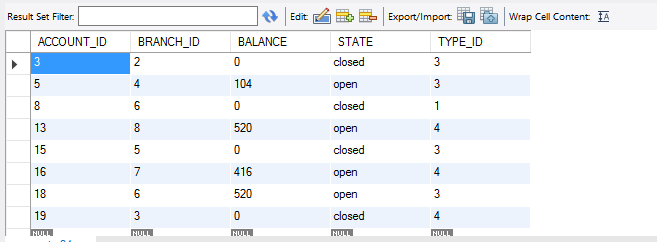 Result Set Filter: Edit: Export/Import: Wrap Cell Content: IA
ACCOUNT_ID BRANCH_ID BALANCE STATE TYPE_ID
3 2 0 closed 3
5 4 104 open 3
8 6 0 closed 1
13 8 520 open 4
15 5 0 closed 3
16 7 416 open 4
18 6 520 open 3
19 3 0 closed 4
NULL NULL NULL NULL NULL